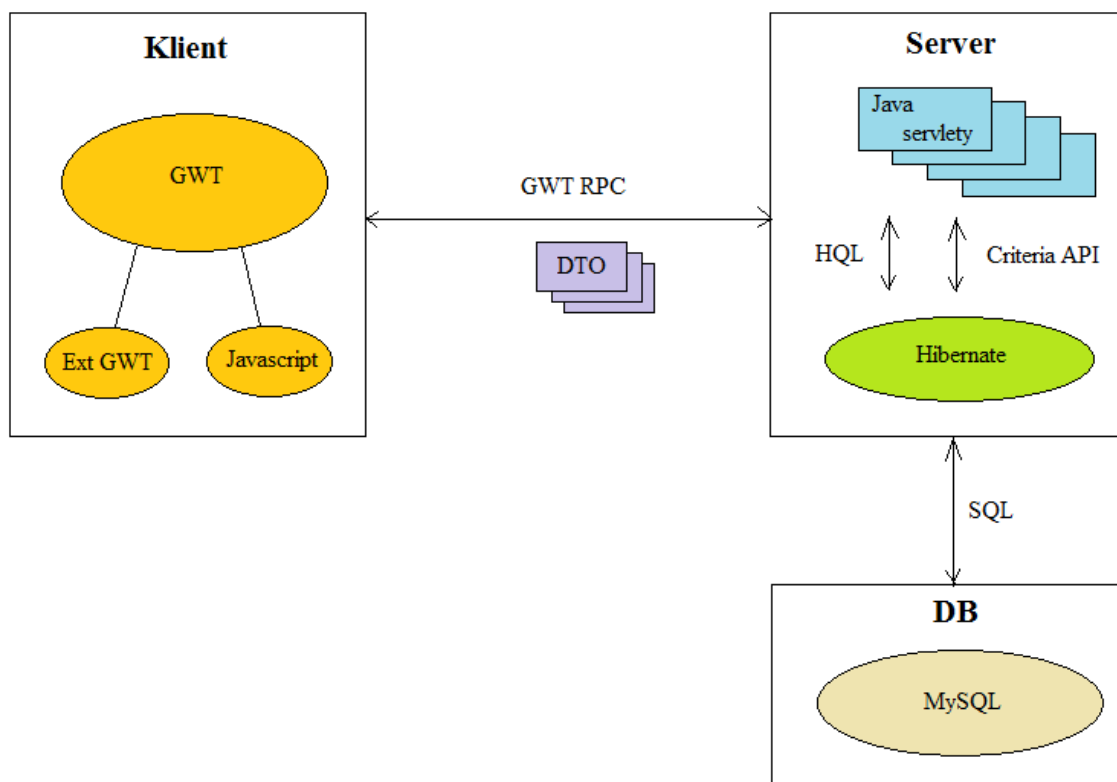 Klient
GWT
Ext GWT
Javascript
GWT RPC
DTO
Server
Java
servlety
HQL
Criteria API
Hibernate
SQL
DB
MySQL